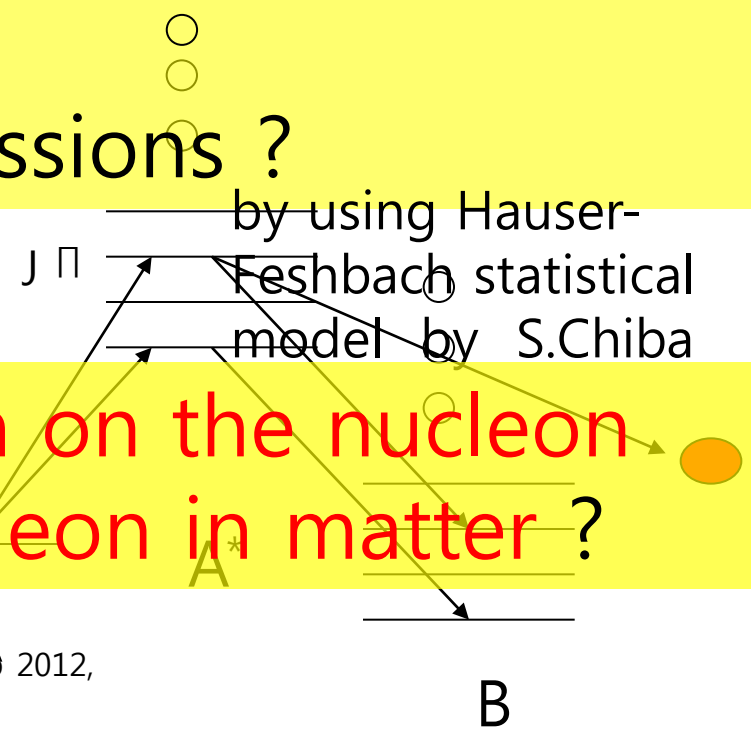 ssions ?
by using Hauser-
J Π
Feshbach statistical
model by S.Chiba
on the nucleon
eon in matter ?
A*
2012,
B